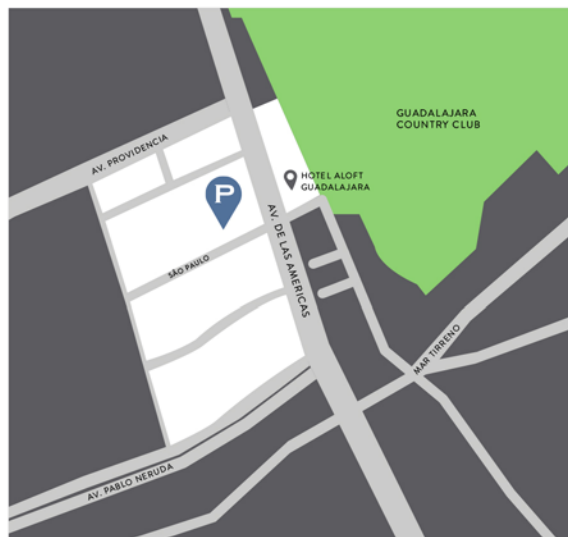 GUADALAJARA
COUNTRY CLUB
AV. PROVIDENCIA
HOTEL ALOFT
GUADALAJARA
P
AV. DE LAS AMERICAS
SÃO PAULO
MAR TIRRENO
AV. PABLO NERUDA